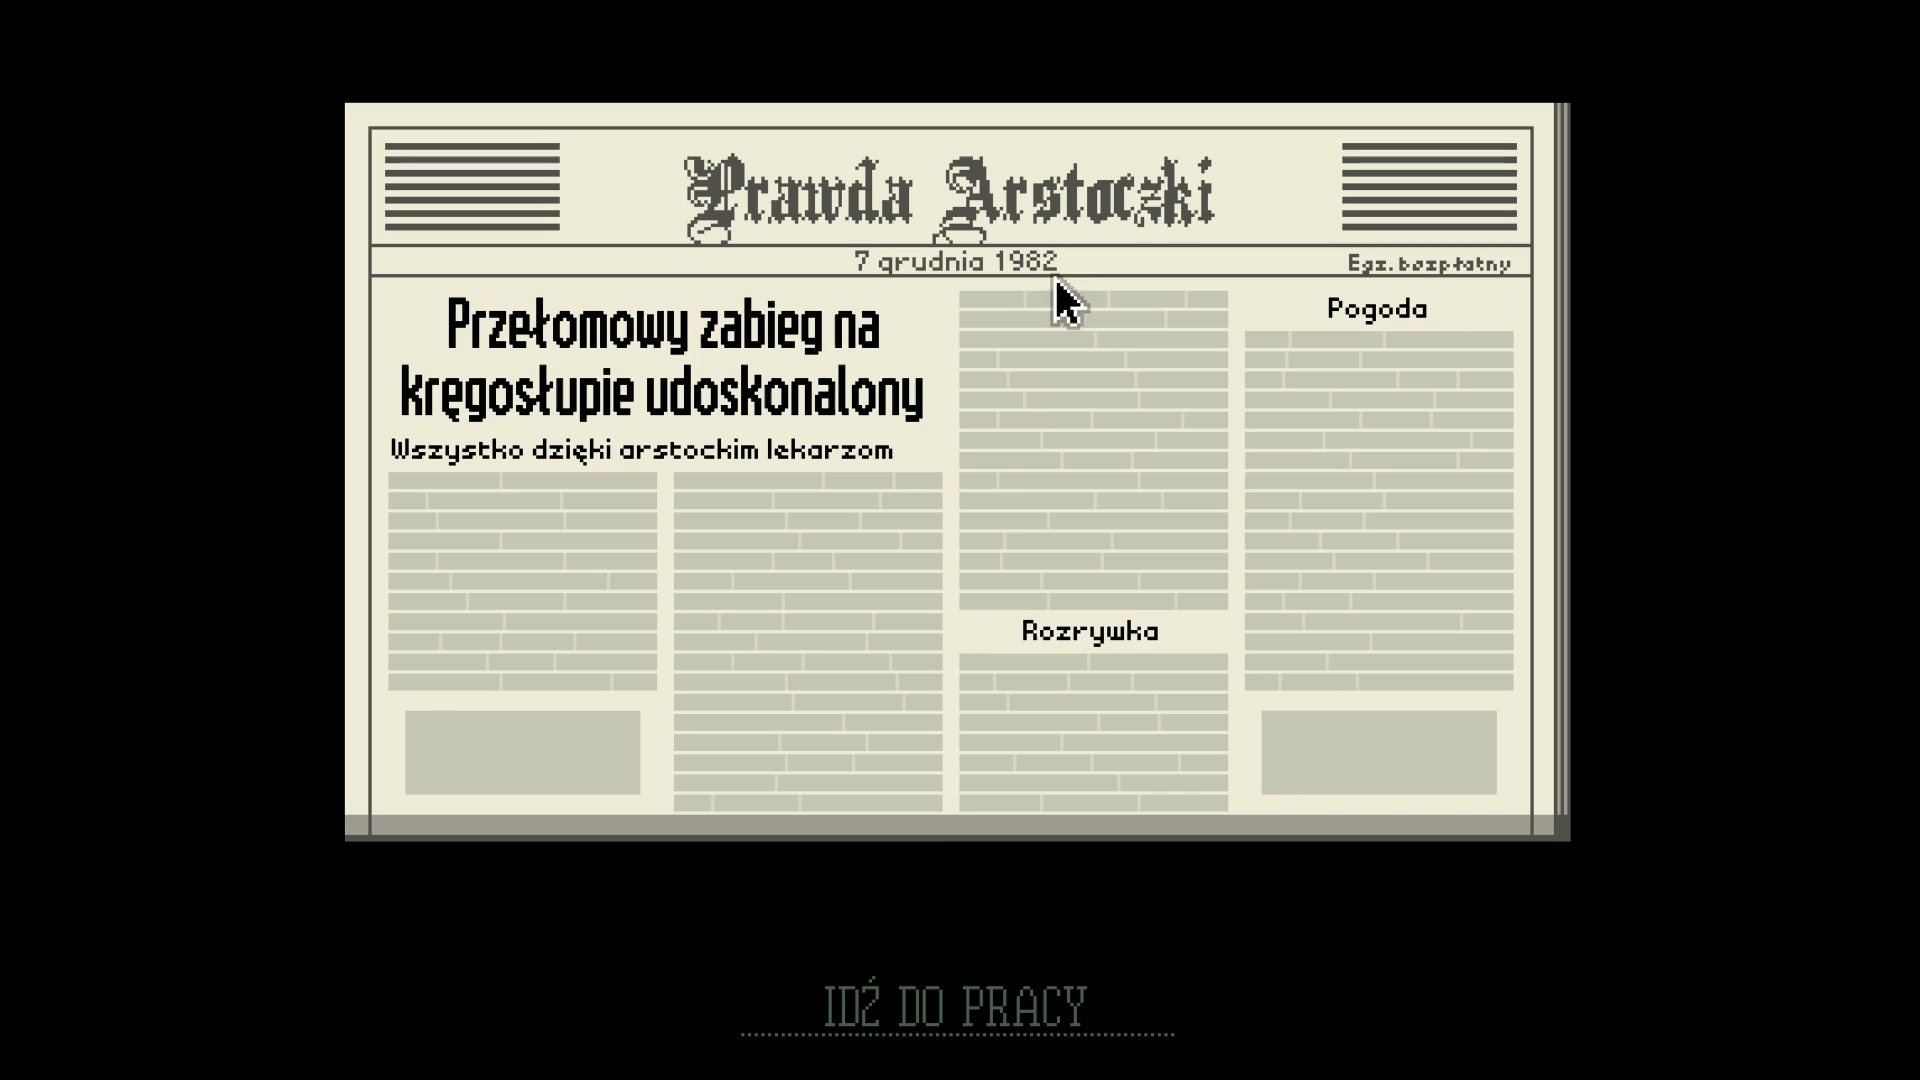 Prawda Arstoczki
7 grudnia 1982
Egz. bezpłatny
Przełomowy zabieg na
kręgosłupie udoskonalony
Wszystko dzięki arstockim lekarzom
Rozrywka
Pogoda
IDŹ DO PRACY